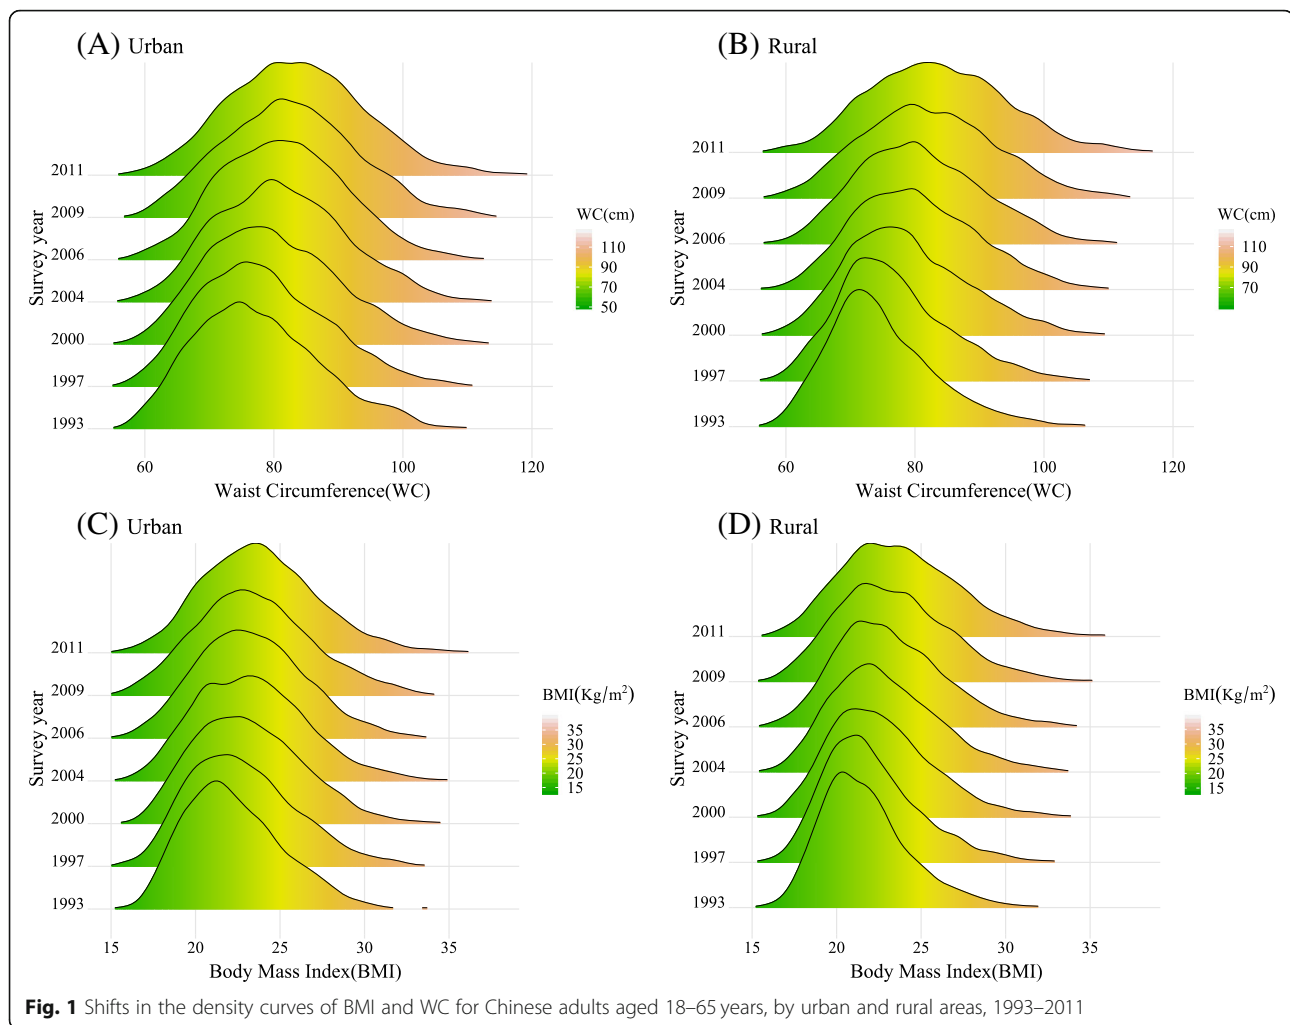 (A) Urban
Survey year
2011
2009
2006
2004
2000
1997
1993
60 80 100 120
Waist Circumference(WC)
WC(cm)
110
90
70
50
(B) Rural
Survey year
2011
2009
2006
2004
2000
1997
1993
60 80 100 120
Waist Circumference(WC)
WC(cm)
110
90
70
(C) Urban
Survey year
2011
2009
2006
2004
2000
1997
1993
15 20 25 30 35
Body Mass Index(BMI)
BMI(Kg/m²)
35
30
25
20
15
(D) Rural
Survey year
2011
2009
2006
2004
2000
1997
1993
15 20 25 30 35
Body Mass Index(BMI)
BMI(Kg/m²)
35
30
25
20
15
Fig. 1 Shifts in the density curves of BMI and WC for Chinese adults aged 18–65 years, by urban and rural areas, 1993–2011